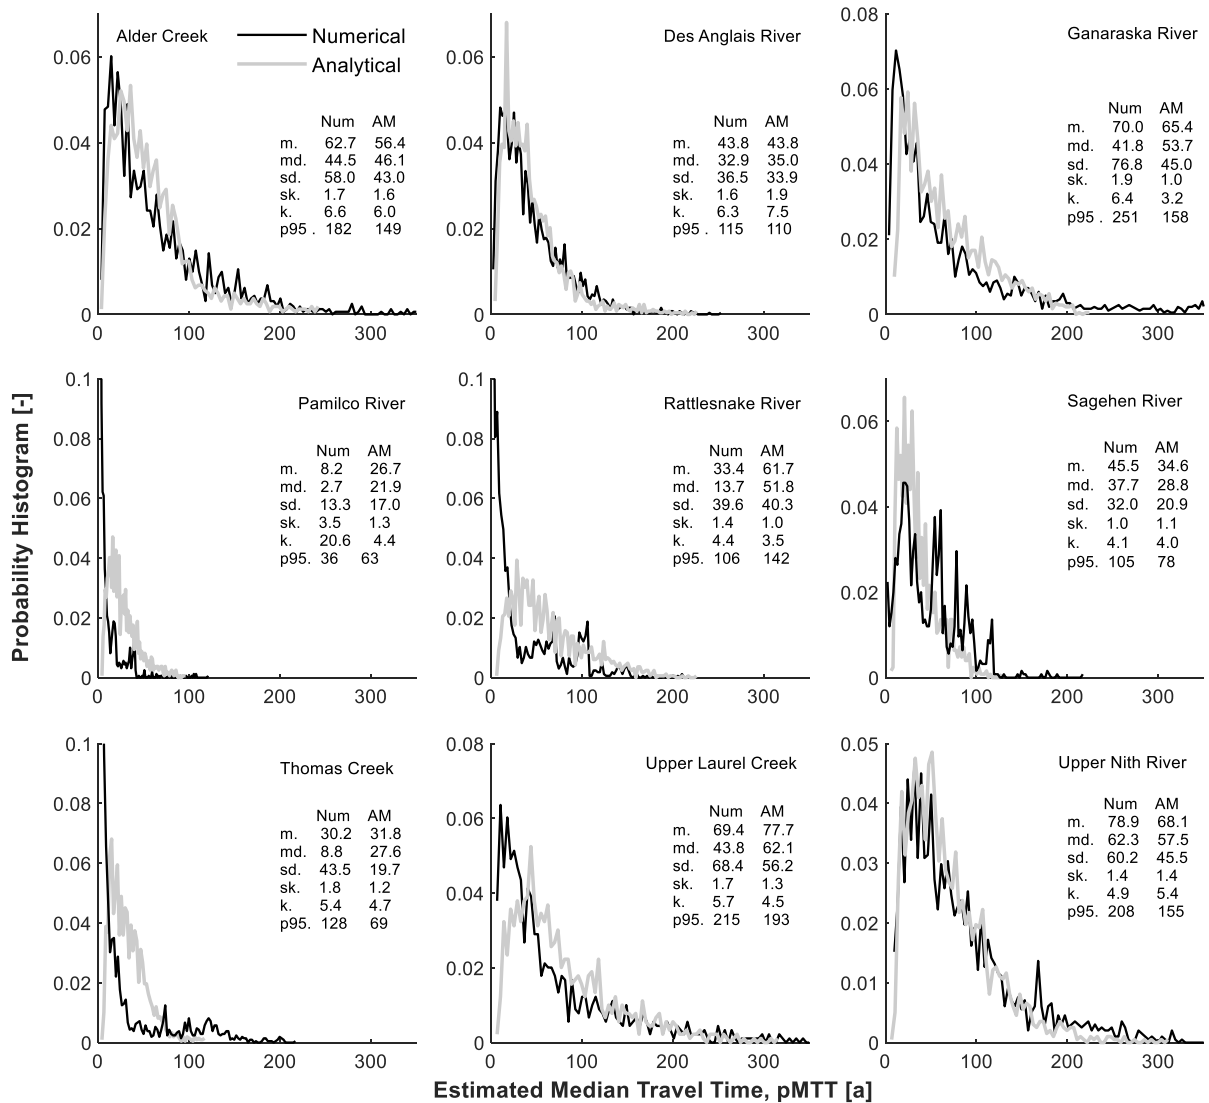 Alder Creek
Numerical
Analytical
0.06
0.04
0.02
0
0 100 200 300
Num AM
m. 62.7 56.4
md. 44.5 46.1
sd. 58.0 43.0
sk. 1.7 1.6
k. 6.6 6.0
p95 . 182 149
Des Anglais River
0.06
0.04
0.02
0
0 100 200 300
Num AM
m. 43.8 43.8
md. 32.9 35.0
sd. 36.5 33.9
sk. 1.6 1.9
k. 6.3 7.5
p95 . 115 110
Ganaraska River
0.08
0.06
0.04
0.02
0
0 100 200 300
Num AM
m. 70.0 65.4
md. 41.8 53.7
sd. 76.8 45.0
sk. 1.9 1.0
k. 6.4 3.2
p95 . 251 158
Probability Histogram [-]
Pamilco River
0.1
0.08
0.06
0.04
0.02
0
0 100 200 300
Num AM
m. 8.2 26.7
md. 2.7 21.9
sd. 13.3 17.0
sk. 3.5 1.3
k. 20.6 4.4
p95. 36 63
Rattlesnake River
0.1
0.08
0.06
0.04
0.02
0
0 100 200 300
Num AM
m. 33.4 61.7
md. 13.7 51.8
sd. 39.6 40.3
sk. 1.4 1.0
k. 4.4 3.5
p95. 106 142
Sagehen River
0.06
0.04
0.02
0
0 100 200 300
Num AM
m. 45.5 34.6
md. 37.7 28.8
sd. 32.0 20.9
sk. 1.0 1.1
k. 4.1 4.0
p95. 105 78
Thomas Creek
0.1
0.08
0.06
0.04
0.02
0
0 100 200 300
Num AM
m. 30.2 31.8
md. 8.8 27.6
sd. 43.5 19.7
sk. 1.8 1.2
k. 5.4 4.7
p95. 128 69
Upper Laurel Creek
0.08
0.06
0.04
0.02
0
0 100 200 300
Num AM
m. 69.4 77.7
md. 43.8 62.1
sd. 68.4 56.2
sk. 1.7 1.3
k. 5.7 4.5
p95. 215 193
Upper Nith River
0.05
0.04
0.03
0.02
0.01
0
0 100 200 300
Num AM
m. 78.9 68.1
md. 62.3 57.5
sd. 60.2 45.5
sk. 1.4 1.4
k. 4.9 5.4
p95. 208 155
Estimated Median Travel Time, pMTT [a]